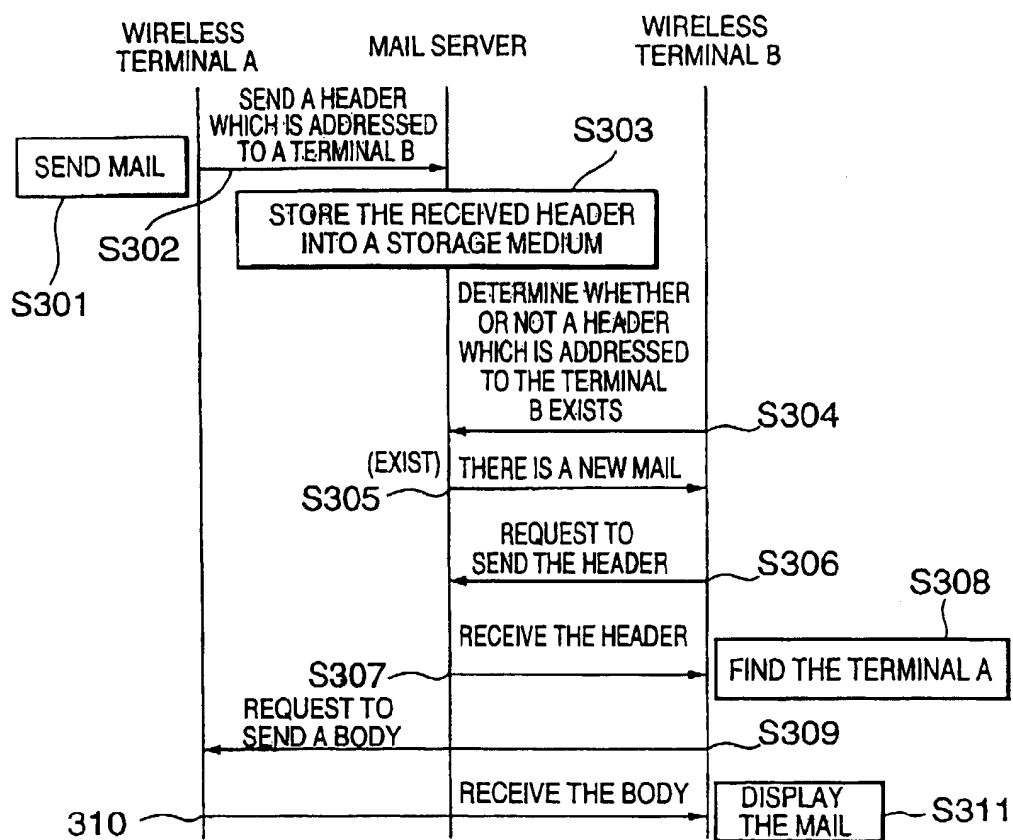 WIRELESS
TERMINAL A
MAIL SERVER
WIRELESS
TERMINAL B
SEND A HEADER
WHICH IS ADDRESSED
TO A TERMINAL B
S303
SEND MAIL
STORE THE RECEIVED HEADER
INTO A STORAGE MEDIUM
S302
S301
DETERMINE WHETHER
OR NOT A HEADER
WHICH IS ADDRESSED
TO THE TERMINAL
B EXISTS
S304
(EXIST)
THERE IS A NEW MAIL
S305
REQUEST TO
SEND THE HEADER
S306
S308
RECEIVE THE HEADER
FIND THE TERMINAL A
S307
REQUEST TO
SEND A BODY
S309
RECEIVE THE BODY
DISPLAY
THE MAIL
310
S311